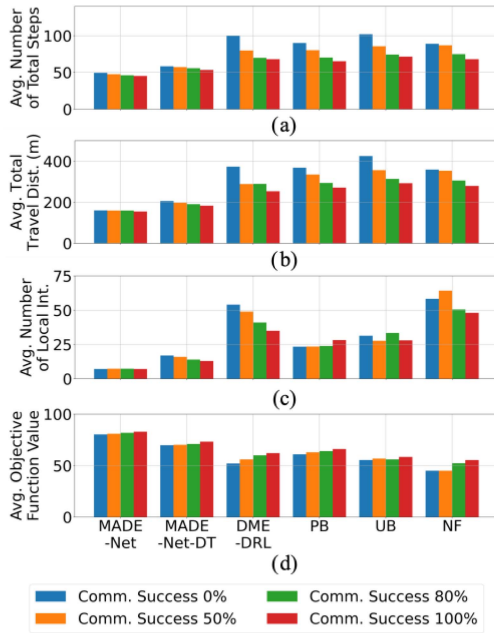 Avg. Number
of Total Steps
100
50
0
(a)
Avg. Total
Travel Dist. (m)
400
200
0
(b)
Avg. Number
of Local Int.
75
50
25
0
(c)
Avg. Objective
Function Value
100
50
0
MADE
-Net
MADE
-Net-DT
DME
-DRL
PB
UB
NF
(d)
Comm. Success 0%
Comm. Success 50%
Comm. Success 80%
Comm. Success 100%